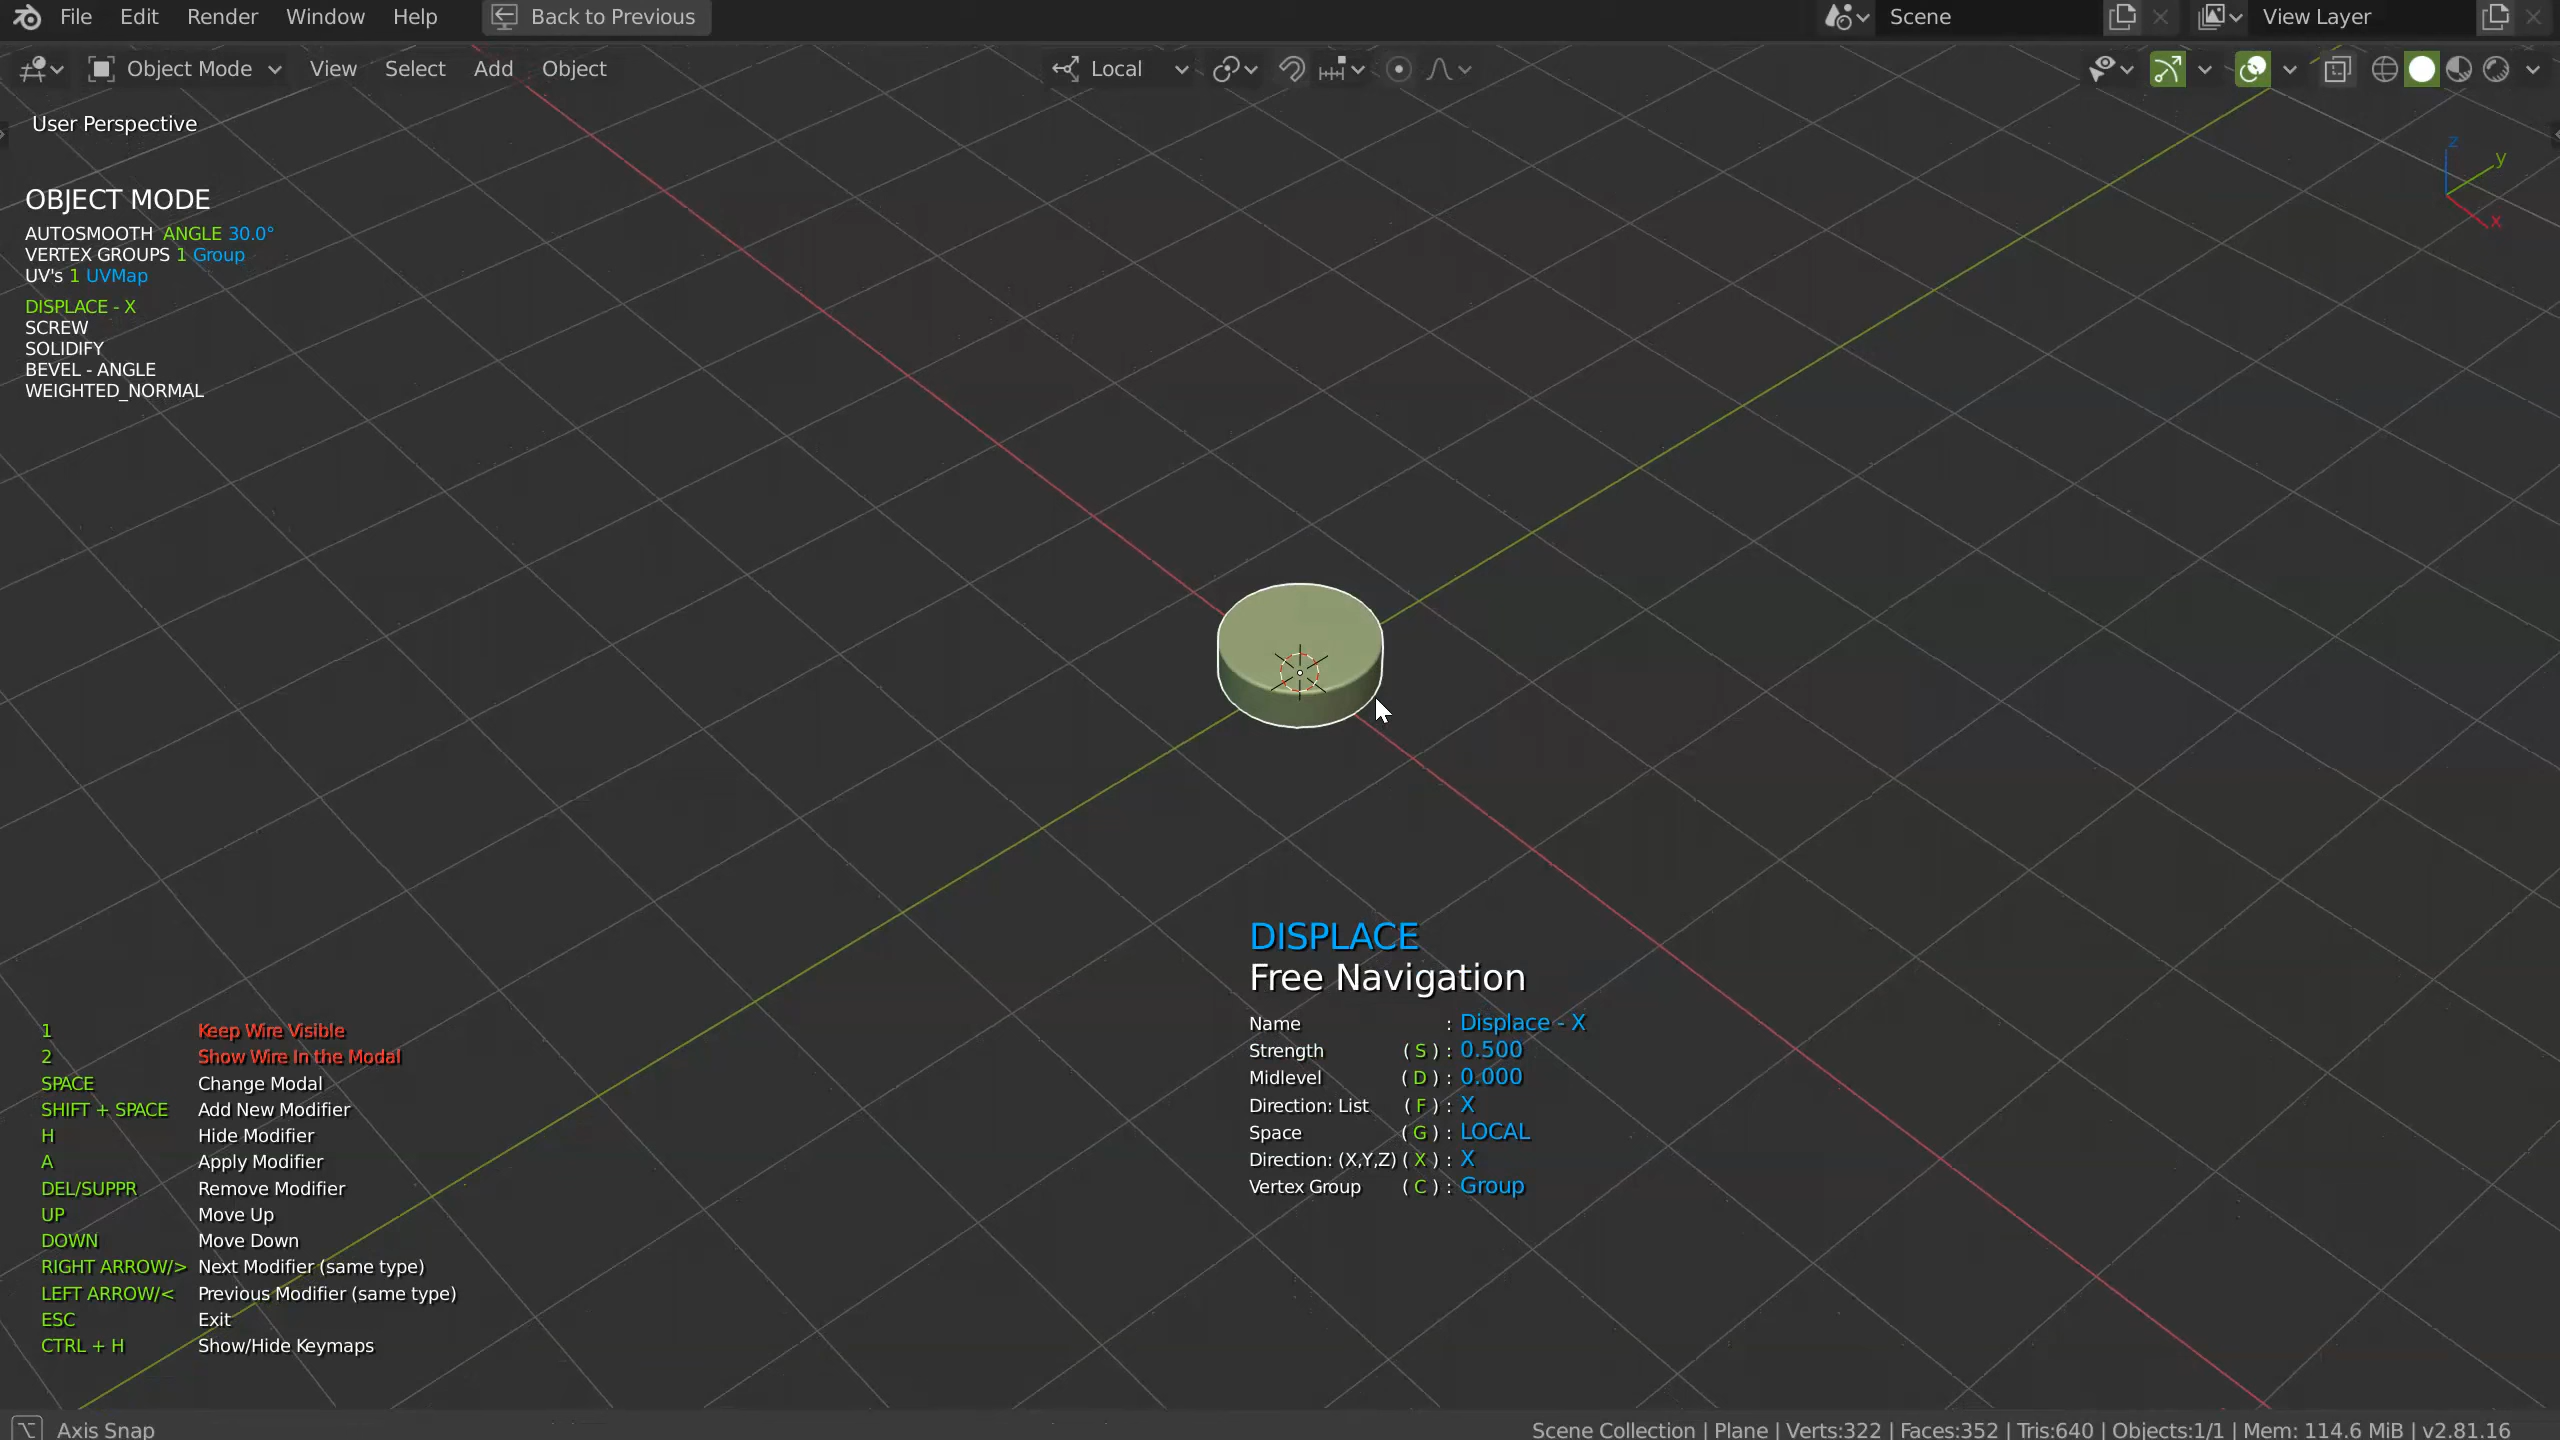 File Edit Render Window Help Back to Previous Scene View Layer
Object Mode View Select Add Object Local
User Perspective
z
y
x
OBJECT MODE
AUTOSMOOTH ANGLE 30.0°
VERTEX GROUPS 1 Group
UV's 1 UVMap
DISPLACE - X
SCREW
SOLIDIFY
BEVEL - ANGLE
WEIGHTED_NORMAL
DISPLACE
Free Navigation
Name : Displace - X
Strength ( S ) : 0.500
Midlevel ( D ) : 0.000
Direction: List ( F ) : X
Space ( G ) : LOCAL
Direction: (X,Y,Z) ( X ) : X
Vertex Group ( C ) : Group
1 Keep Wire Visible
2 Show Wire In the Modal
SPACE Change Modal
SHIFT + SPACE Add New Modifier
H Hide Modifier
A Apply Modifier
DEL/SUPPR Remove Modifier
UP Move Up
DOWN Move Down
RIGHT ARROW/> Next Modifier (same type)
LEFT ARROW/< Previous Modifier (same type)
ESC Exit
CTRL + H Show/Hide Keymaps
Axis Snap
Scene Collection | Plane | Verts:322 | Faces:352 | Tris:640 | Objects:1/1 | Mem: 114.6 MiB | v2.81.16